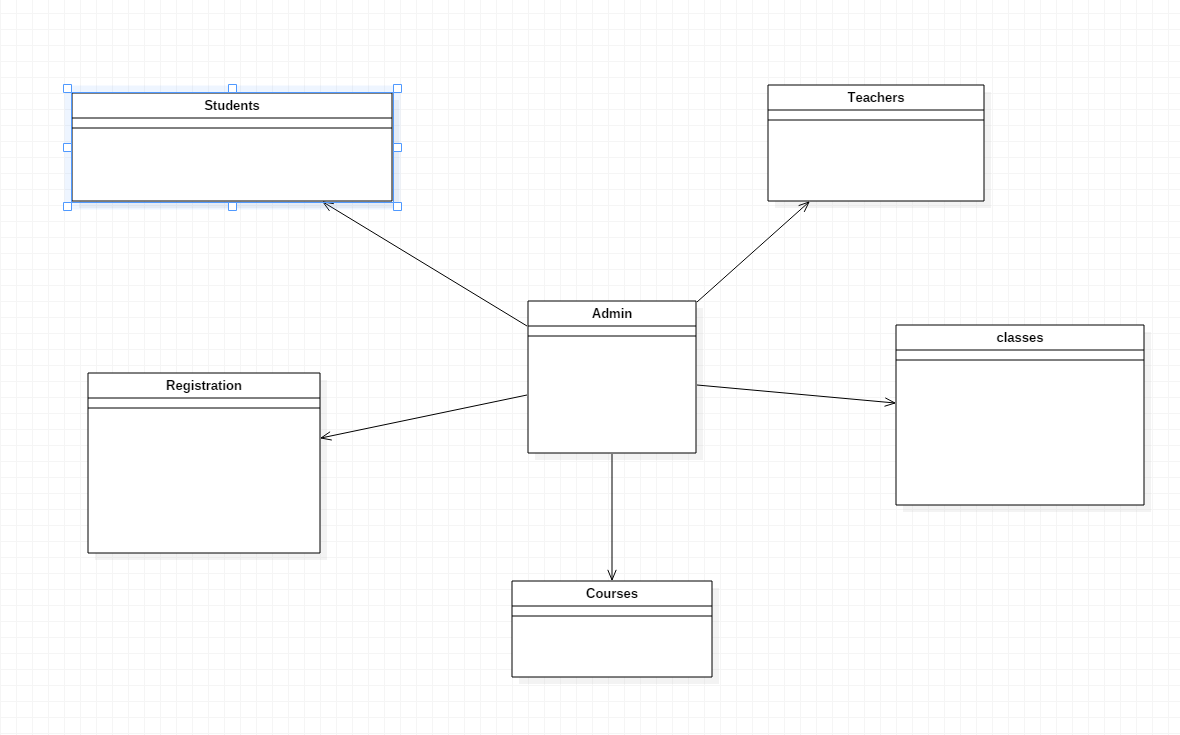 Students
Teachers
Admin
classes
Registration
Courses